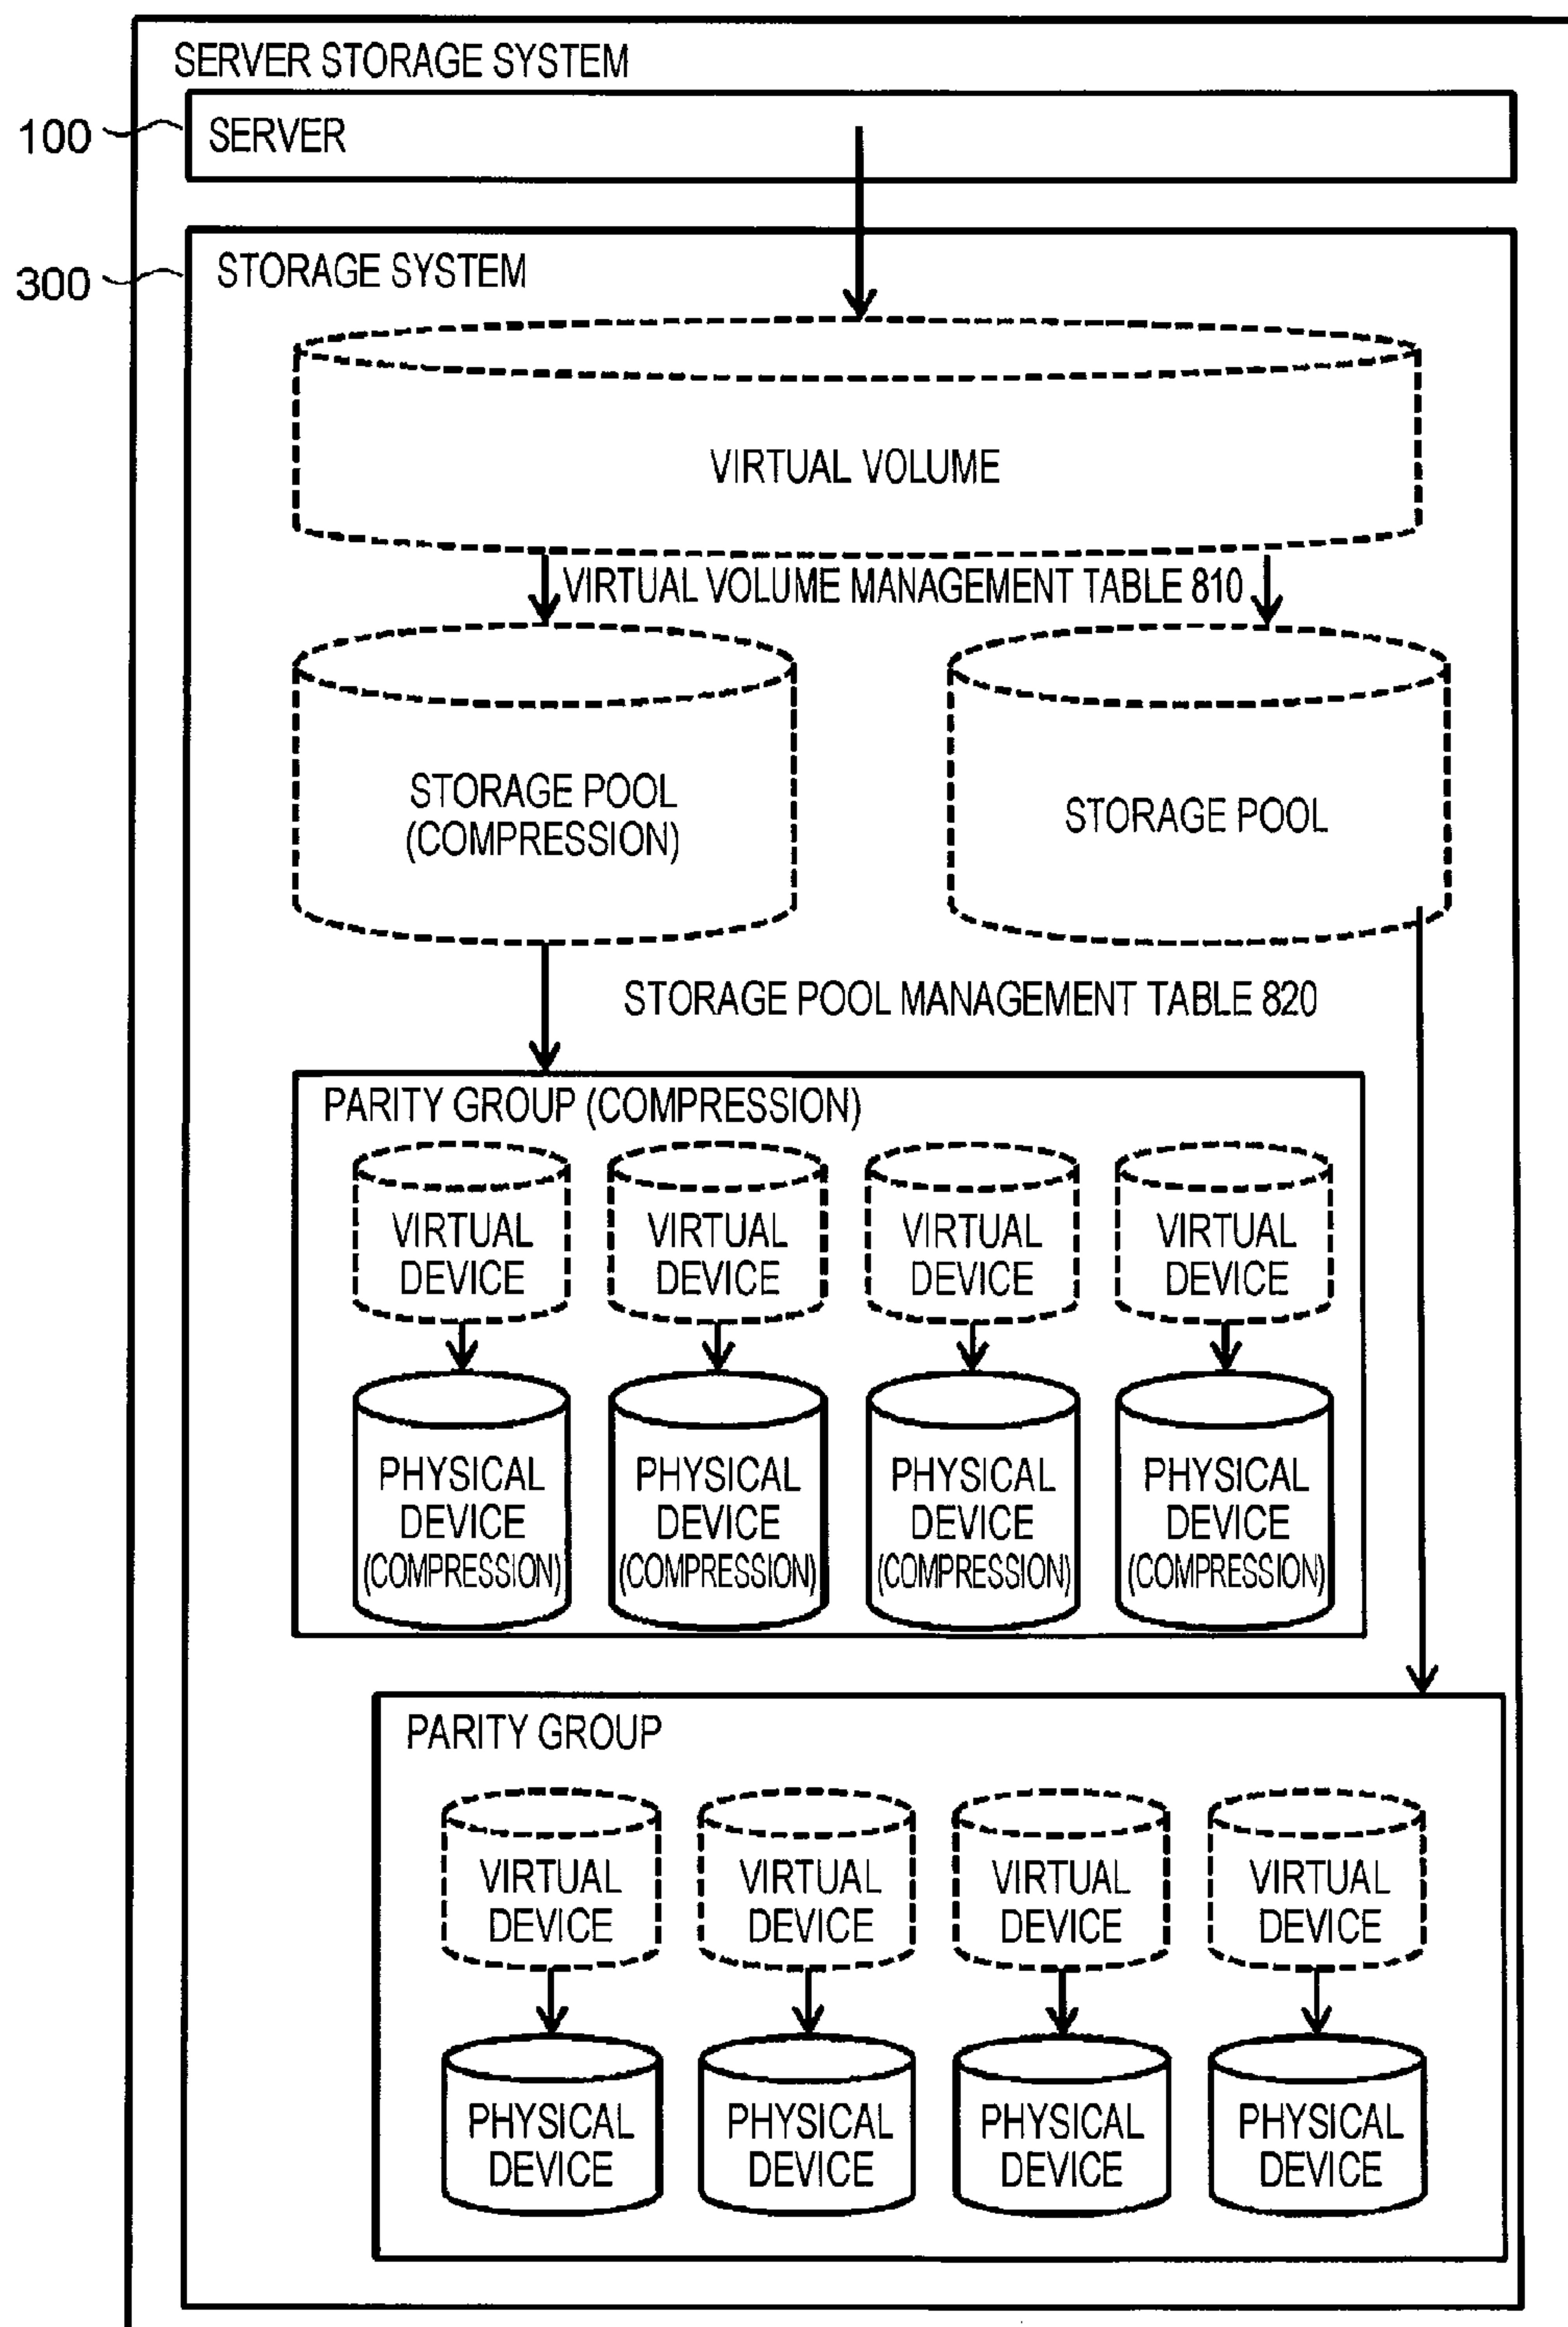 SERVER STORAGE SYSTEM
100
SERVER
300
STORAGE SYSTEM
VIRTUAL VOLUME
VIRTUAL VOLUME MANAGEMENT TABLE 810
STORAGE POOL
(COMPRESSION)
STORAGE POOL
STORAGE POOL MANAGEMENT TABLE 820
PARITY GROUP (COMPRESSION)
VIRTUAL
DEVICE
VIRTUAL
DEVICE
VIRTUAL
DEVICE
VIRTUAL
DEVICE
PHYSICAL
DEVICE
(COMPRESSION)
PHYSICAL
DEVICE
(COMPRESSION)
PHYSICAL
DEVICE
(COMPRESSION)
PHYSICAL
DEVICE
(COMPRESSION)
PARITY GROUP
VIRTUAL
DEVICE
VIRTUAL
DEVICE
VIRTUAL
DEVICE
VIRTUAL
DEVICE
PHYSICAL
DEVICE
PHYSICAL
DEVICE
PHYSICAL
DEVICE
PHYSICAL
DEVICE